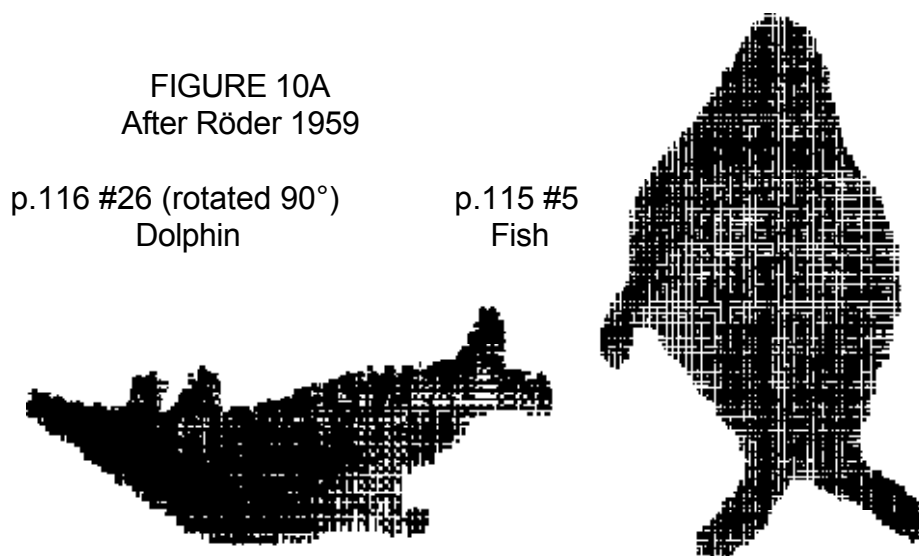 FIGURE 10A
After Röder 1959
p.116 #26 (rotated 90°)
Dolphin
p.115 #5
Fish